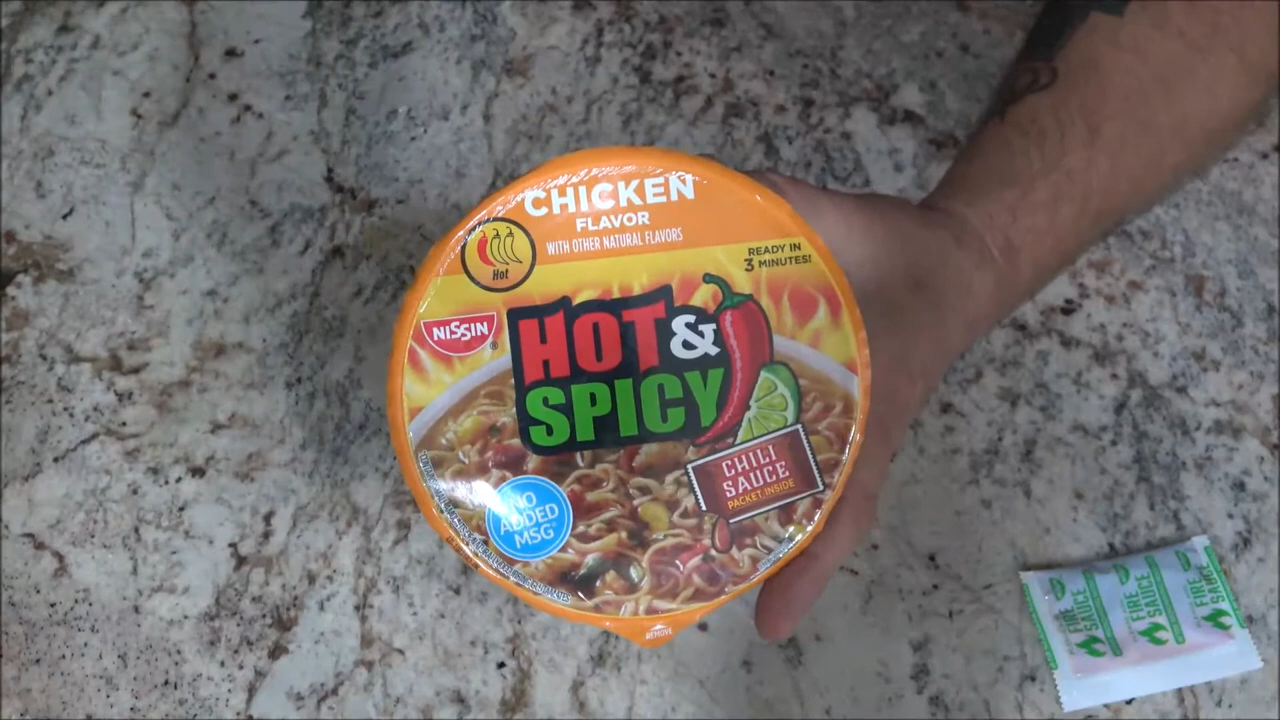 CHICKEN
FLAVOR
WITH OTHER NATURAL FLAVORS
Hot
READY IN
3 MINUTES!
NISSIN®
HOT &
SPICY
CHILI
SAUCE
PACKET INSIDE
NO
ADDED
MSG*
REMOVE
FIRE
SAUCE
FIRE
SAUCE
FIRE
SAUCE